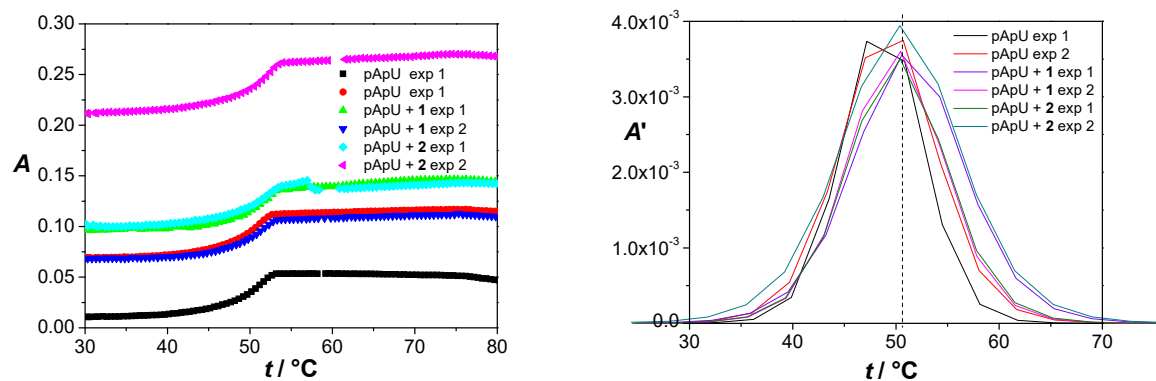 0.30
0.25
0.20
0.15
0.10
0.05
0.00
A
pApU exp 1
pApU exp 1
pApU + 1 exp 1
pApU + 1 exp 2
pApU + 2 exp 1
pApU + 2 exp 2
30 40 50 60 70 80
t / °C
4.0x10-3
3.0x10-3
1.0x10-3
0.0
A'
pApU exp 1
pApU exp 2
pApU + 1 exp 1
pApU + 1 exp 2
pApU + 2 exp 1
pApU + 2 exp 2
30 40 50 60 70
t / °C